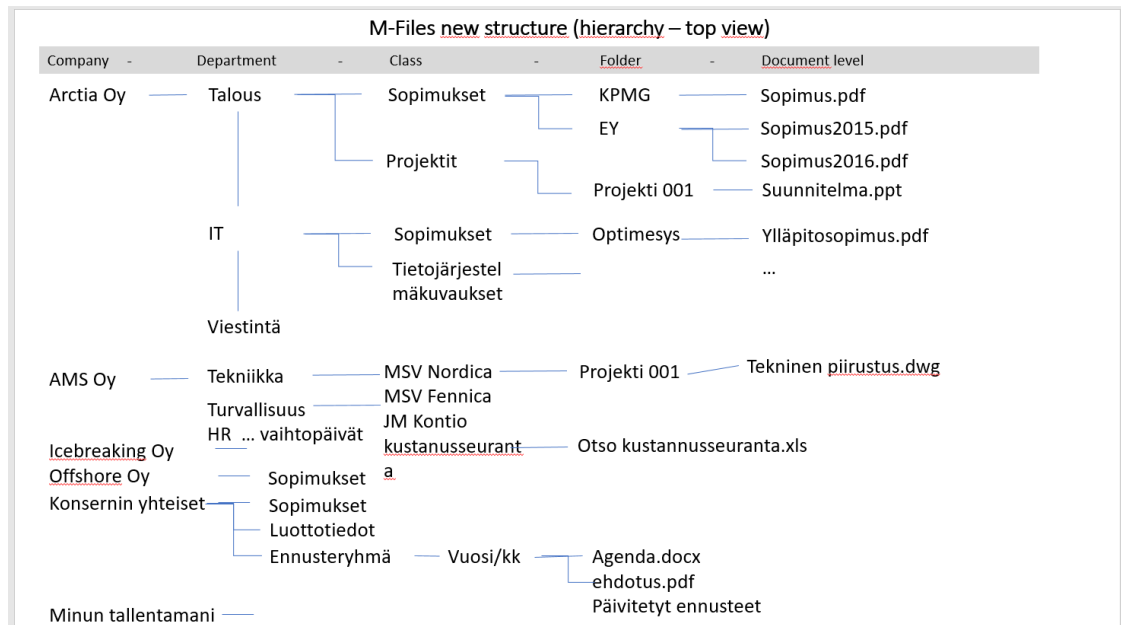 M-Files new structure (hierarchy – top view)
Company - Department - Class - Folder - Document level
Arctia Oy Talous Sopimukset KPMG Sopimus.pdf
EY Sopimus2015.pdf
Projektit Sopimus2016.pdf
Projekti 001 Suunnitelma.ppt
IT Sopimukset Optimesys Ylläpitosopimus.pdf
Tietojärjestel ...
mäkuvaukset
Viestintä
AMS Oy Tekniikka MSV Nordica Projekti 001 Tekninen piirustus.dwg
MSV Fennica
Turvallisuus
JM Kontio
HR ... vaihtopäivät
Icebreaking Oy kustanusseurant Otso kustannusseuranta.xls
a
Offshore Oy Sopimukset
Konsernin yhteiset Sopimukset
Luottotiedot
Ennusteryhmä Vuosi/kk Agenda.docx
ehdotus.pdf
Päivitetyt ennusteet
Minun tallentamani